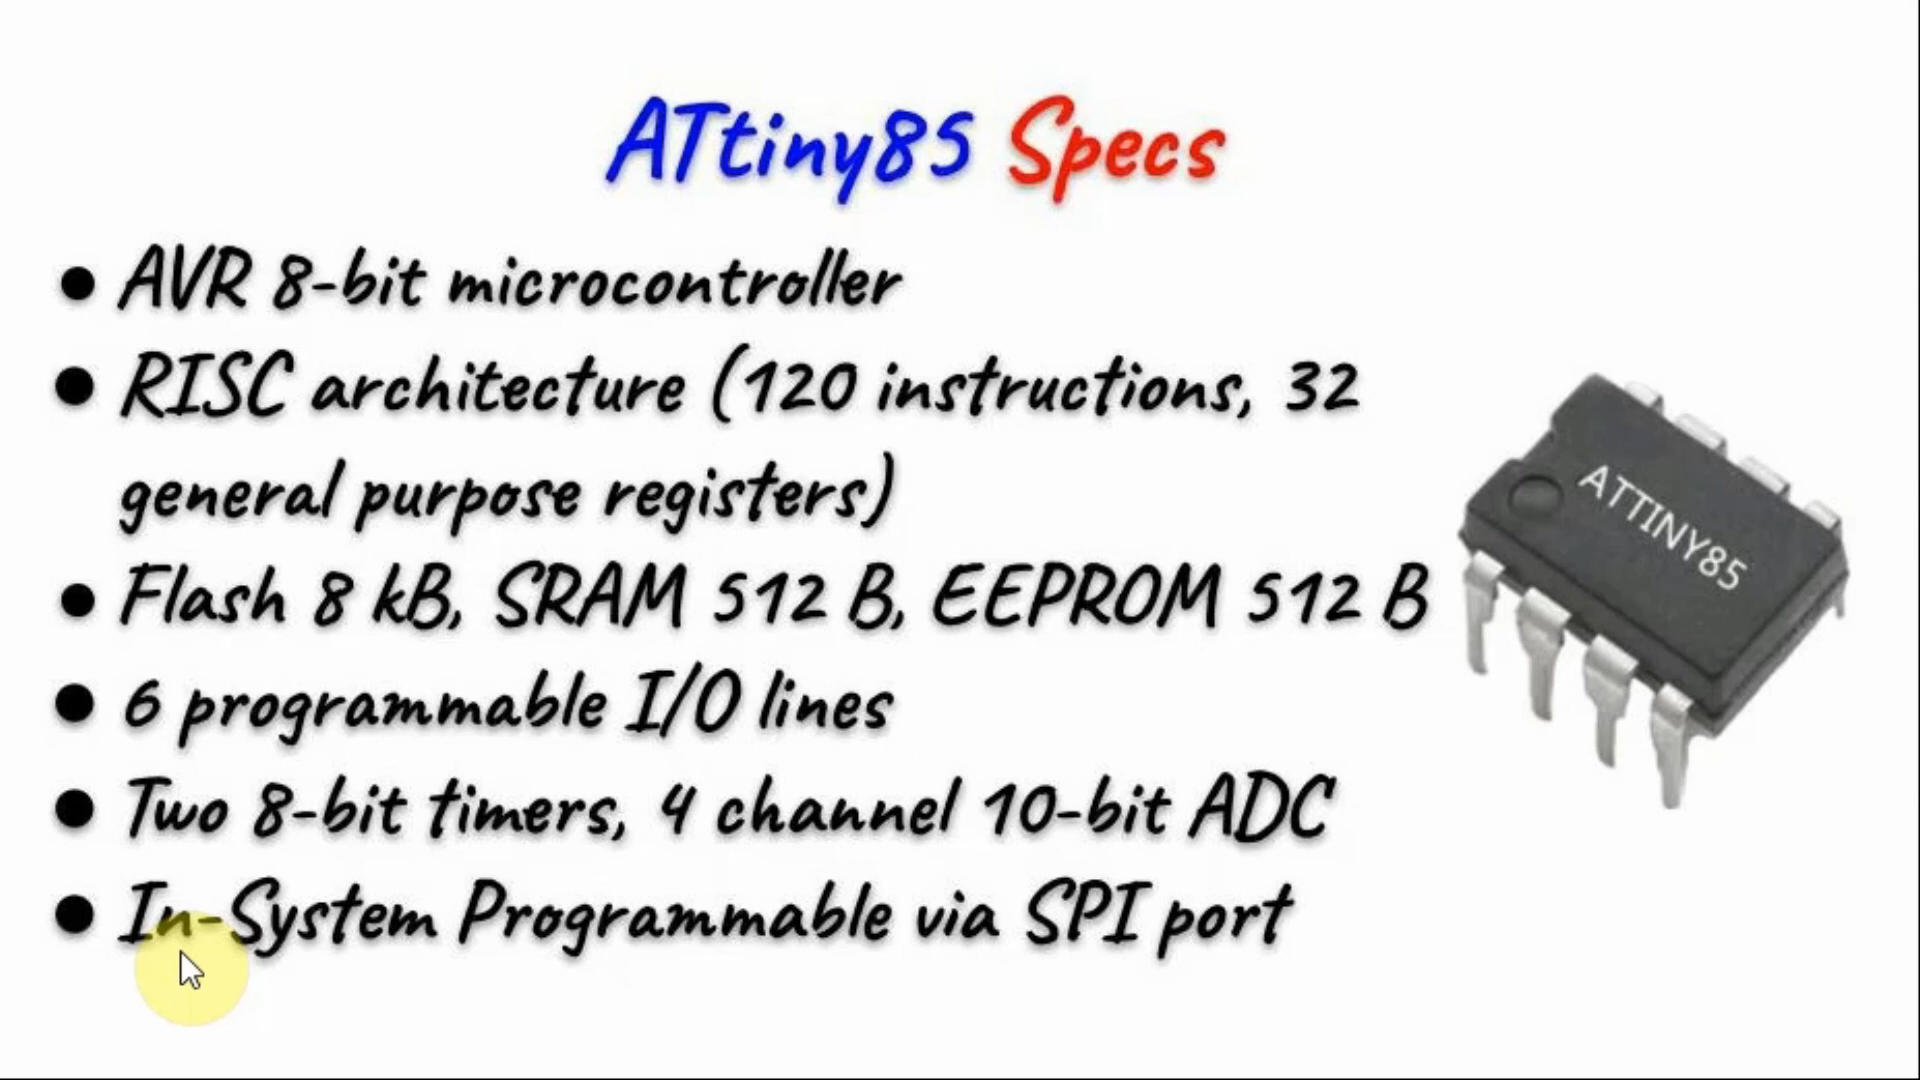 ATtiny85 Specs
● AVR 8-bit microcontroller
● RISC architecture (120 instructions, 32
general purpose registers)
● Flash 8 kB, SRAM 512 B, EEPROM 512 B
● 6 programmable I/O lines
● Two 8-bit timers, 4 channel 10-bit ADC
● In-System Programmable via SPI port
ATTINY85